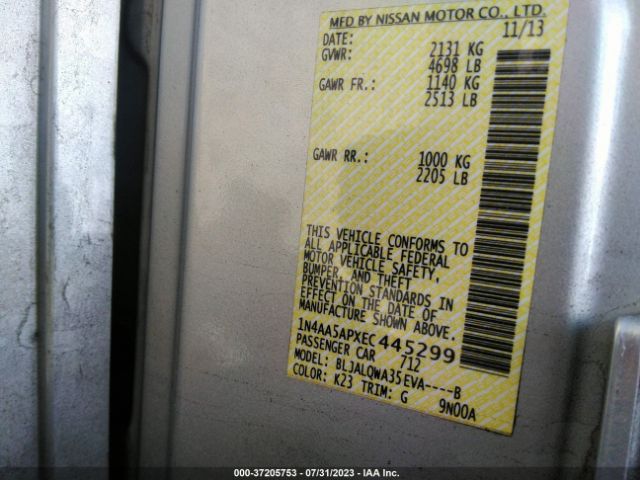 MFD BY NISSAN MOTOR CO., LTD.
DATE: 11/13
GVWR: 2131 KG
4698 LB
GAWR FR.: 1140 KG
2513 LB
GAWR RR.: 1000 KG
2205 LB
THIS VEHICLE CONFORMS TO
ALL APPLICABLE FEDERAL
MOTOR VEHICLE SAFETY,
BUMPER, AND THEFT
PREVENTION STANDARDS IN
EFFECT ON THE DATE OF
MANUFACTURE SHOWN ABOVE.
1N4AA5APXEC445299
PASSENGER CAR 712
MODEL: BLJALQWA35EVA----B
COLOR: K23 TRIM: G 9N00A
000-37205753 - 07/31/2023 - IAA Inc.